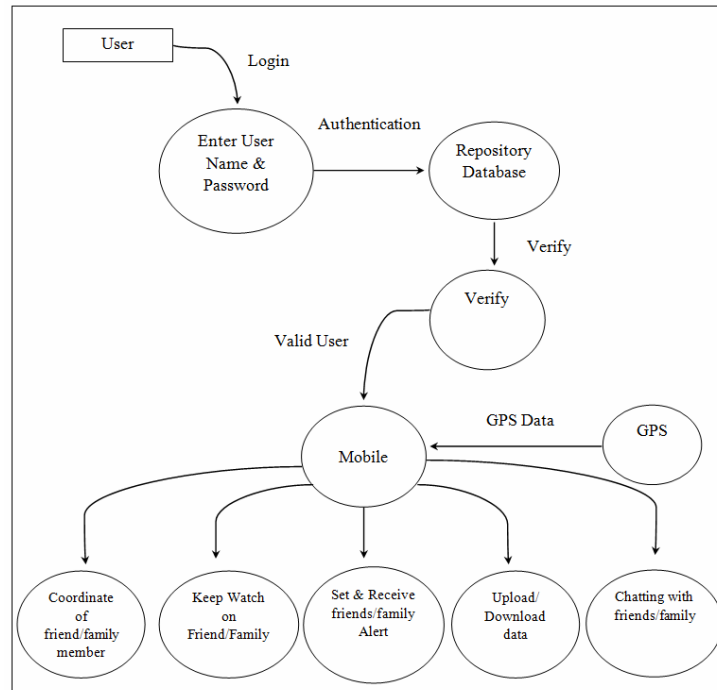 User
Login
Enter User
Name &
Password
Authentication
Repository
Database
Verify
Verify
Valid User
GPS Data
GPS
Mobile
Coordinate
of
friend/family
member
Keep Watch
on
Friend/Family
Set & Receive
friends/family
Alert
Upload/
Download
data
Chatting with
friends/family